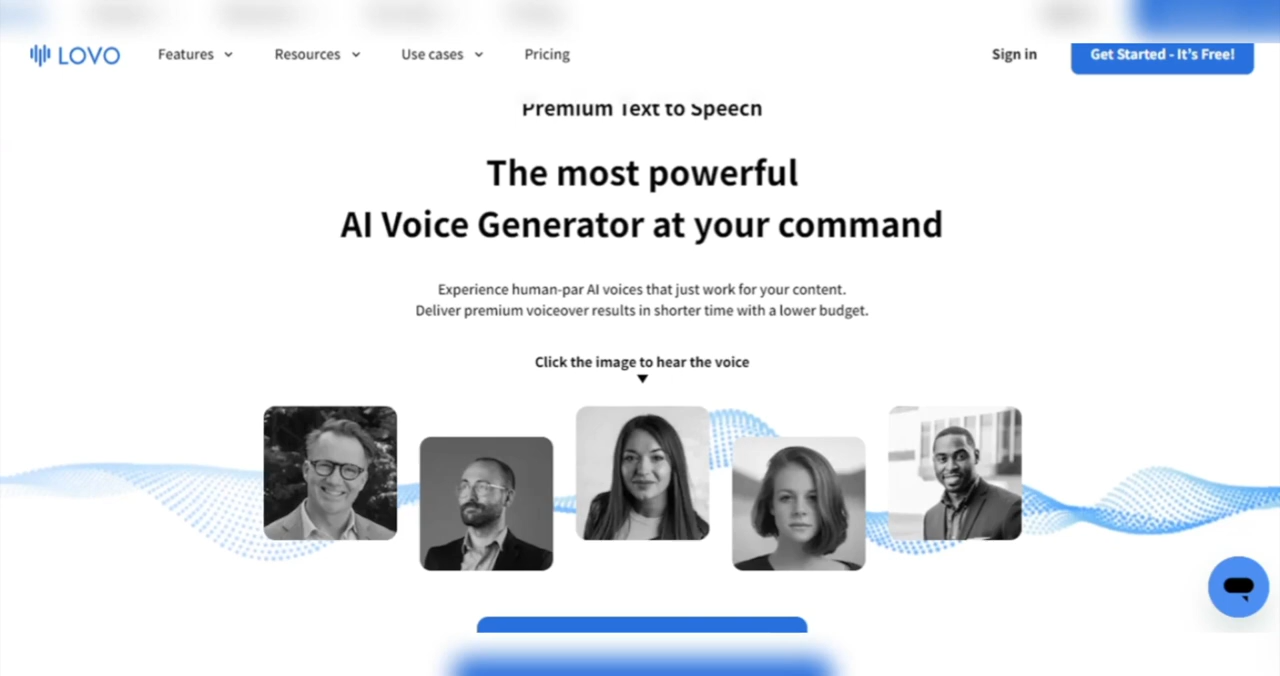 LOVO
Features
Resources
Use cases
Pricing
Sign in
Get Started - It's Free!
Premium Text to Speech
The most powerful
AI Voice Generator at your command
Experience human-par AI voices that just work for your content.
Deliver premium voiceover results in shorter time with a lower budget.
Click the image to hear the voice